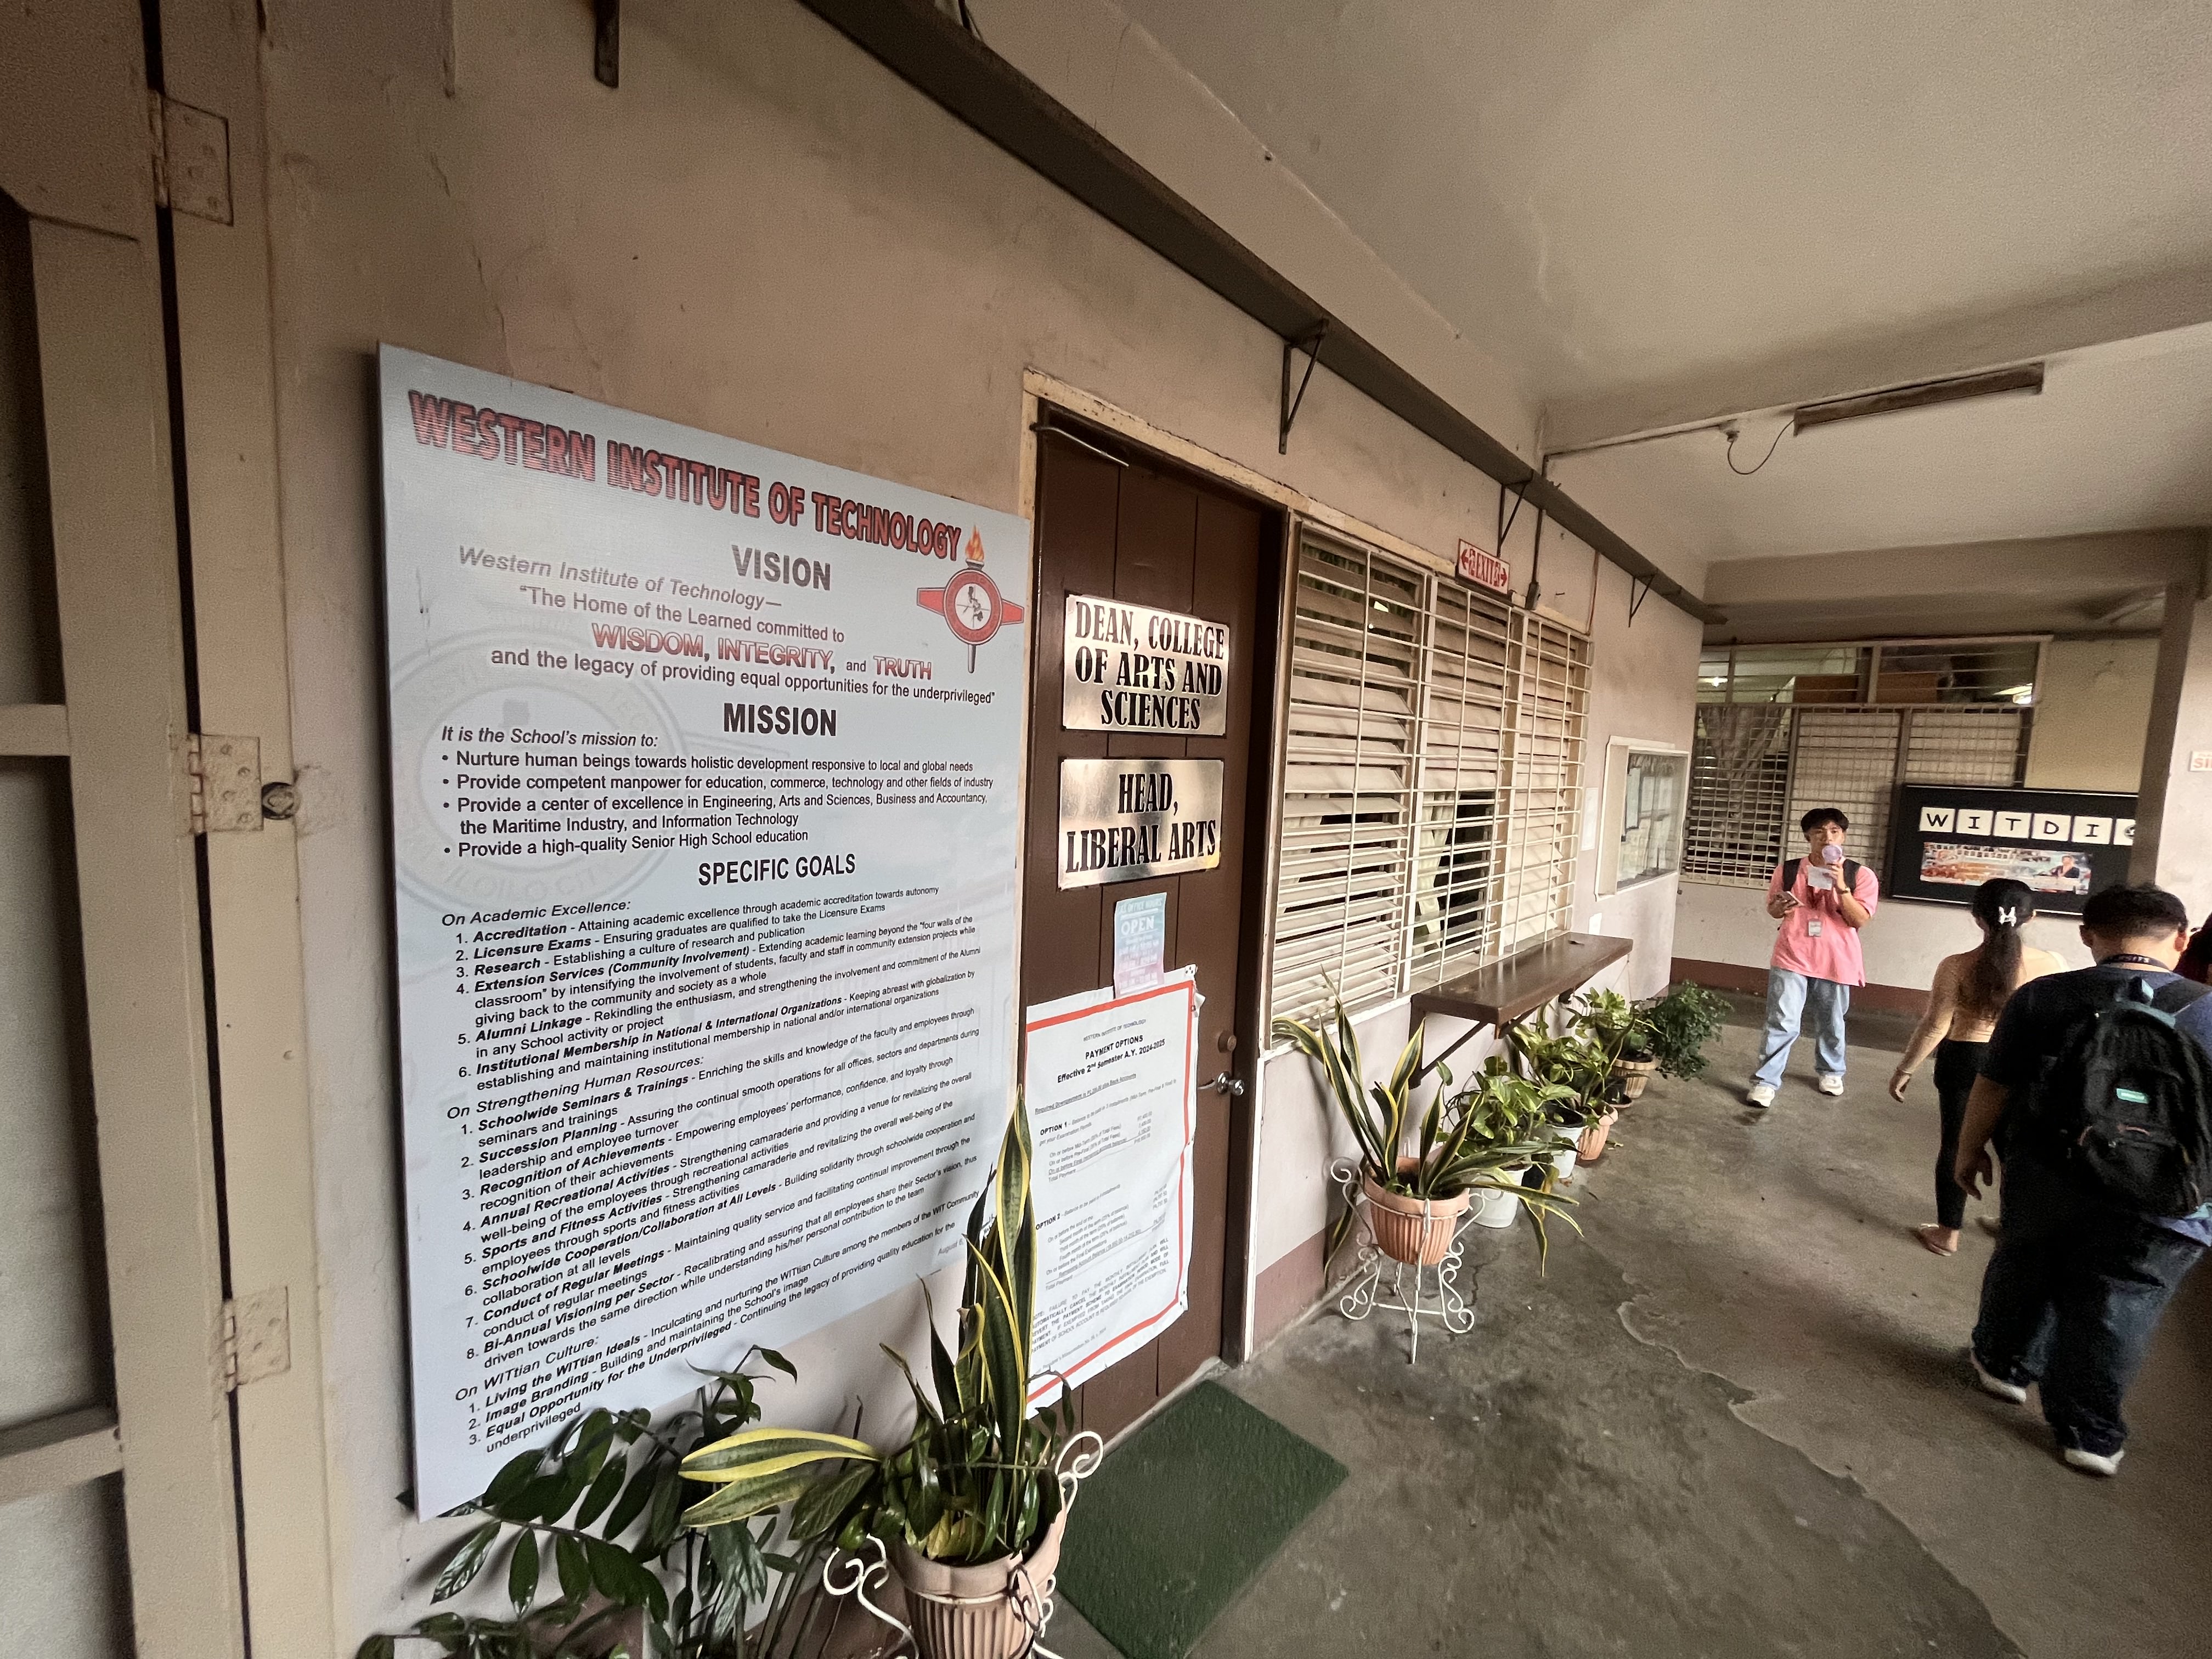 WESTERN INSTITUTE OF TECHNOLOGY
VISION
Western Institute of Technology—
"The Home of the Learned committed to
WISDOM, INTEGRITY, and TRUTH
and the legacy of providing equal opportunities for the underprivileged"
MISSION
It is the School's mission to:
• Nurture human beings towards holistic development responsive to local and global needs
• Provide competent manpower for education, commerce, technology and other fields of industry
• Provide a center of excellence in Engineering, Arts and Sciences, Business and Accountancy,
the Maritime Industry, and Information Technology
• Provide a high-quality Senior High School education
SPECIFIC GOALS
On Academic Excellence:
1. Accreditation - Attaining academic excellence through academic accreditation towards autonomy
2. Licensure Exams - Ensuring graduates are qualified to take the Licensure Exams
3. Research - Establishing a culture of research and publication
4. Extension Services (Community Involvement) - Extending academic learning beyond the "four walls of the
classroom" by intensifying the involvement of students, faculty and staff in community extension projects while
giving back to the community and society as a whole
5. Alumni Linkage - Rekindling the enthusiasm, and strengthening the involvement and commitment of the Alumni
in any School activity or project
6. Institutional Membership in National & International Organizations - Keeping abreast with globalization by
establishing and maintaining institutional membership in national and/or international organizations
On Strengthening Human Resources:
1. Schoolwide Seminars & Trainings - Enriching the skills and knowledge of the faculty and employees through
seminars and trainings
2. Succession Planning - Assuring the continual smooth operations for all offices, sectors and departments during
leadership and employee turnover
3. Recognition of Achievements - Empowering employees' performance, confidence, and loyalty through
recognition of their achievements
4. Annual Recreational Activities - Strengthening camaraderie and providing a venue for revitalizing the overall
well-being of the employees through recreational activities
5. Sports and Fitness Activities - Strengthening camaraderie and revitalizing the overall well-being of the
employees through sports and fitness activities
6. Schoolwide Cooperation/Collaboration at All Levels - Building solidarity through schoolwide cooperation and
collaboration at all levels
7. Conduct of Regular Meetings - Maintaining quality service and facilitating continual improvement through the
conduct of regular meetings
8. Bi-Annual Visioning per Sector - Recalibrating and assuring that all employees share their Sector's vision, thus
driven towards the same direction while understanding his/her personal contribution to the team
On WITtian Culture:
1. Living the WITtian Ideals - Inculcating and nurturing the WITtian Culture among the members of the WIT Community
2. Image Branding - Building and maintaining the School's image
3. Equal Opportunity for the Underprivileged - Continuing the legacy of providing quality education for the
underprivileged
August
DEAN, COLLEGE
OF ARTS AND
SCIENCES
HEAD,
LIBERAL ARTS
OPEN
WESTERN INSTITUTE OF TECHNOLOGY
PAYMENT OPTIONS
Effective 2nd Semester A.Y. 2024-2025
OPTION 1
Total Payment
OPTION 2
Total Payment
EXIT
WITDI